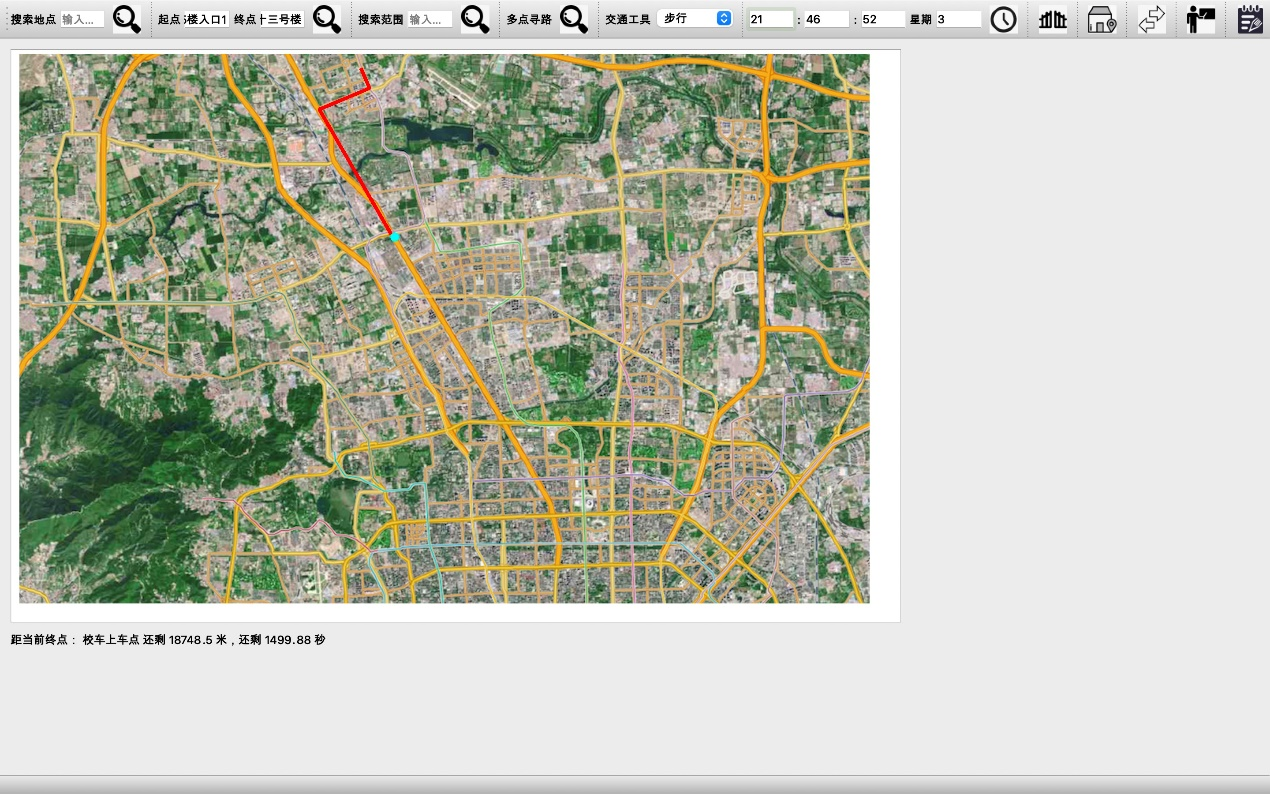 搜索地点 输入... 起点 楼入口1 终点 十三号楼 搜索范围 输入... 多点寻路 交通工具 步行 21 : 46 : 52 星期 3
距当前终点： 校车上车点 还剩 18748.5 米，还剩 1499.88 秒